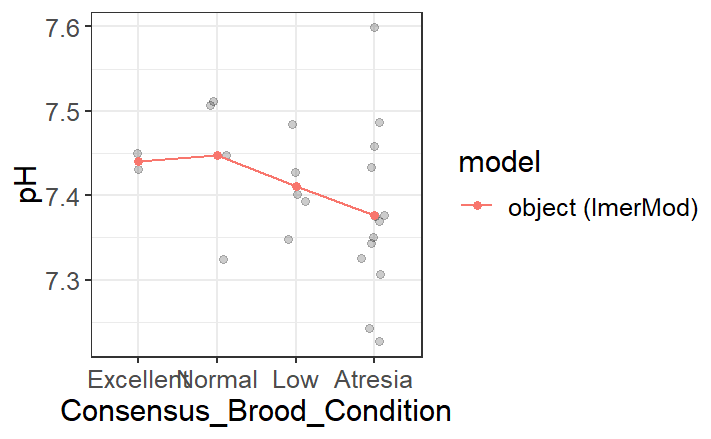 7.6
7.5
7.4
7.3
pH
Excellent Normal Low Atresia
Consensus_Brood_Condition
model
object (lmerMod)